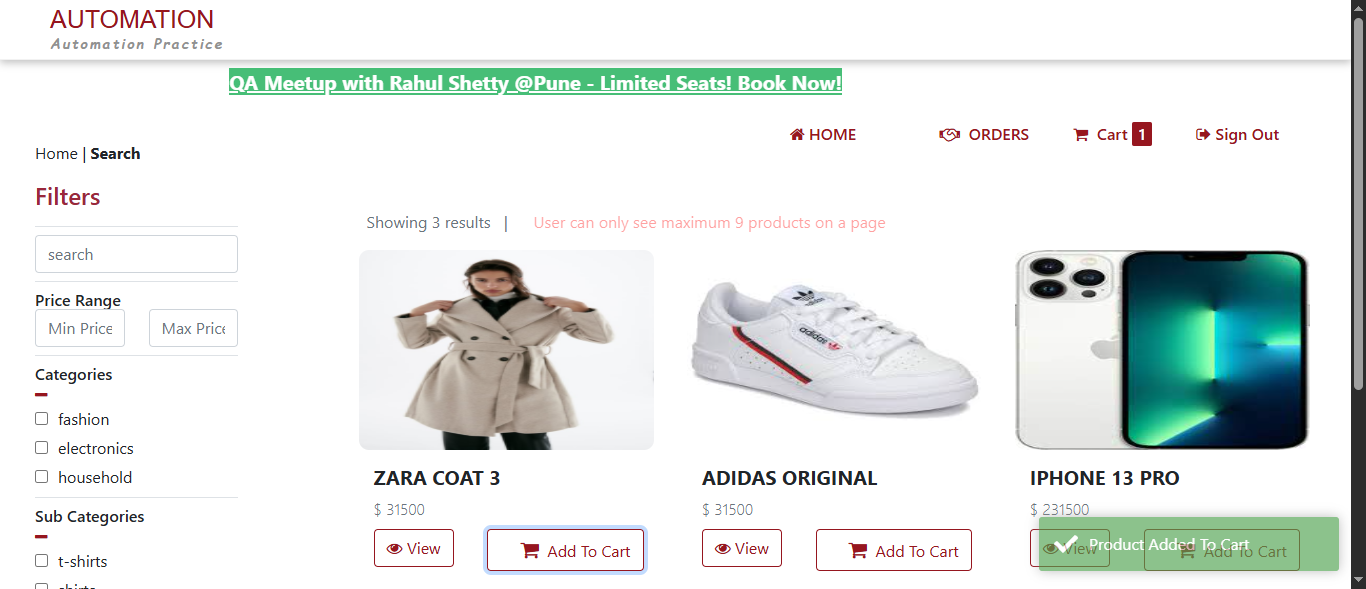 AUTOMATION
Automation Practice
QA Meetup with Rahul Shetty @Pune - Limited Seats! Book Now!
HOME ORDERS Cart 1 Sign Out
Home | Search
Filters
Showing 3 results | User can only see maximum 9 products on a page
search
Price Range
Min Price Max Price
Categories
fashion
electronics
household
Sub Categories
t-shirts
shirts
adidas
ZARA COAT 3
$ 31500
View Add To Cart
ADIDAS ORIGINAL
$ 31500
View Add To Cart
IPHONE 13 PRO
$ 231500
View Add To Cart
Product Added To Cart